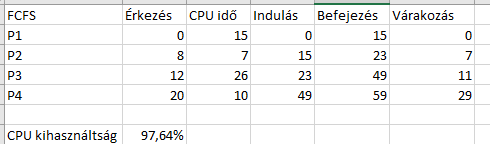 FCFS Érkezés CPU idő Indulás Befejezés Várakozás
P1 0 15 0 15 0
P2 8 7 15 23 7
P3 12 26 23 49 11
P4 20 10 49 59 29
CPU kihasználtság 97,64%